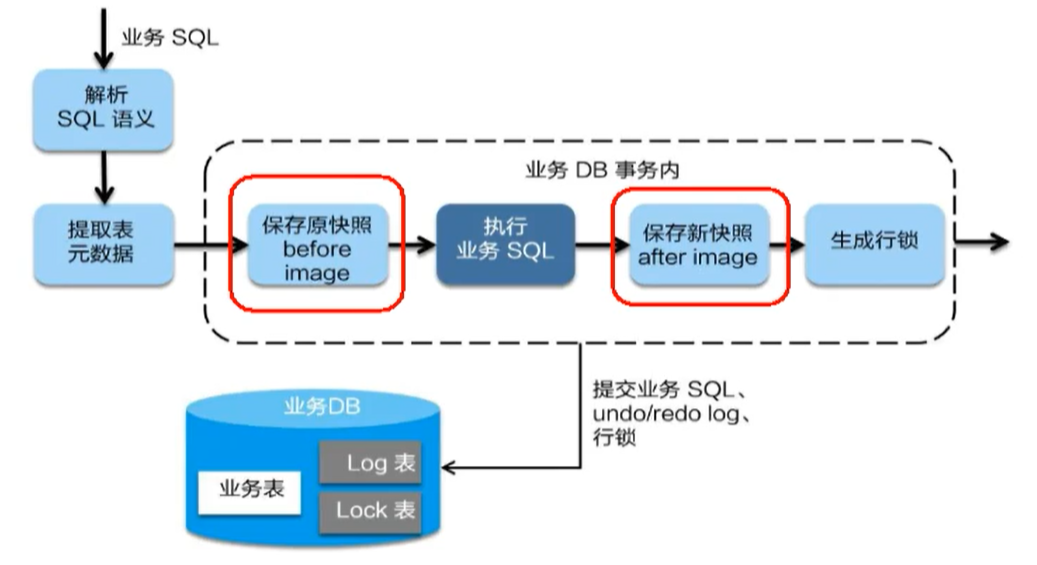 业务 SQL
解析
SQL 语义
业务 DB 事务内
提取表
元数据
保存原快照
before
image
执行
业务 SQL
保存新快照
after image
生成行锁
提交业务 SQL、
undo/redo log、
行锁
业务DB
Log 表
业务表
Lock 表